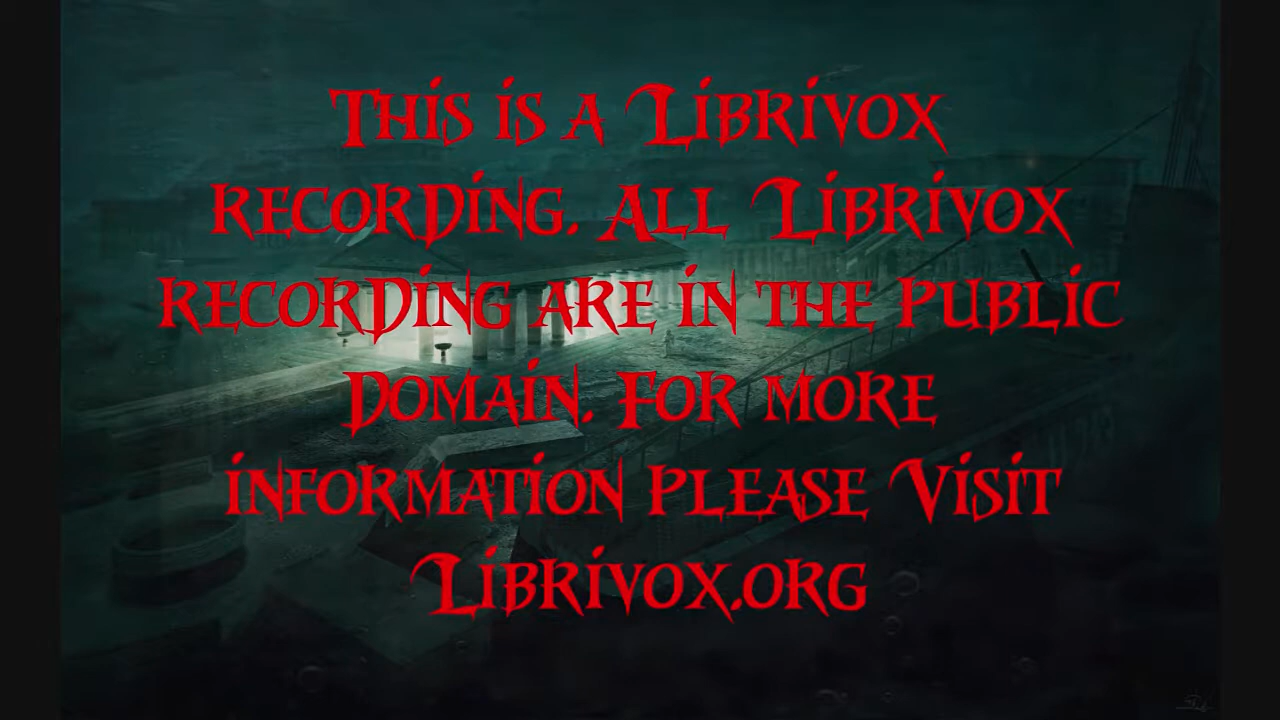 This is a Librivox
recording. All Librivox
recording are in the public
Domain. For more
information please Visit
Librivox.org